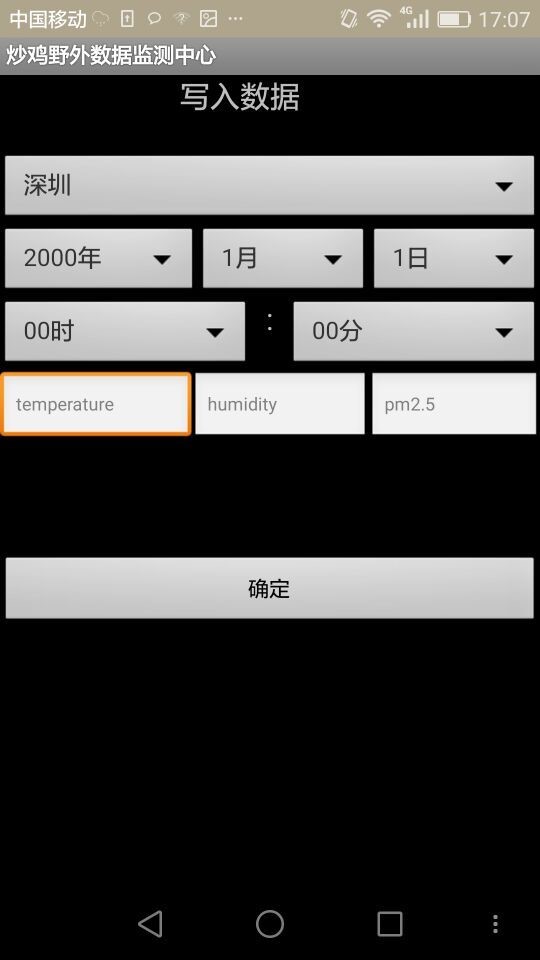 中国移动 4G 17:07
炒鸡野外数据监测中心
写入数据
深圳
2000年 1月 1日
00时 : 00分
temperature humidity pm2.5
确定